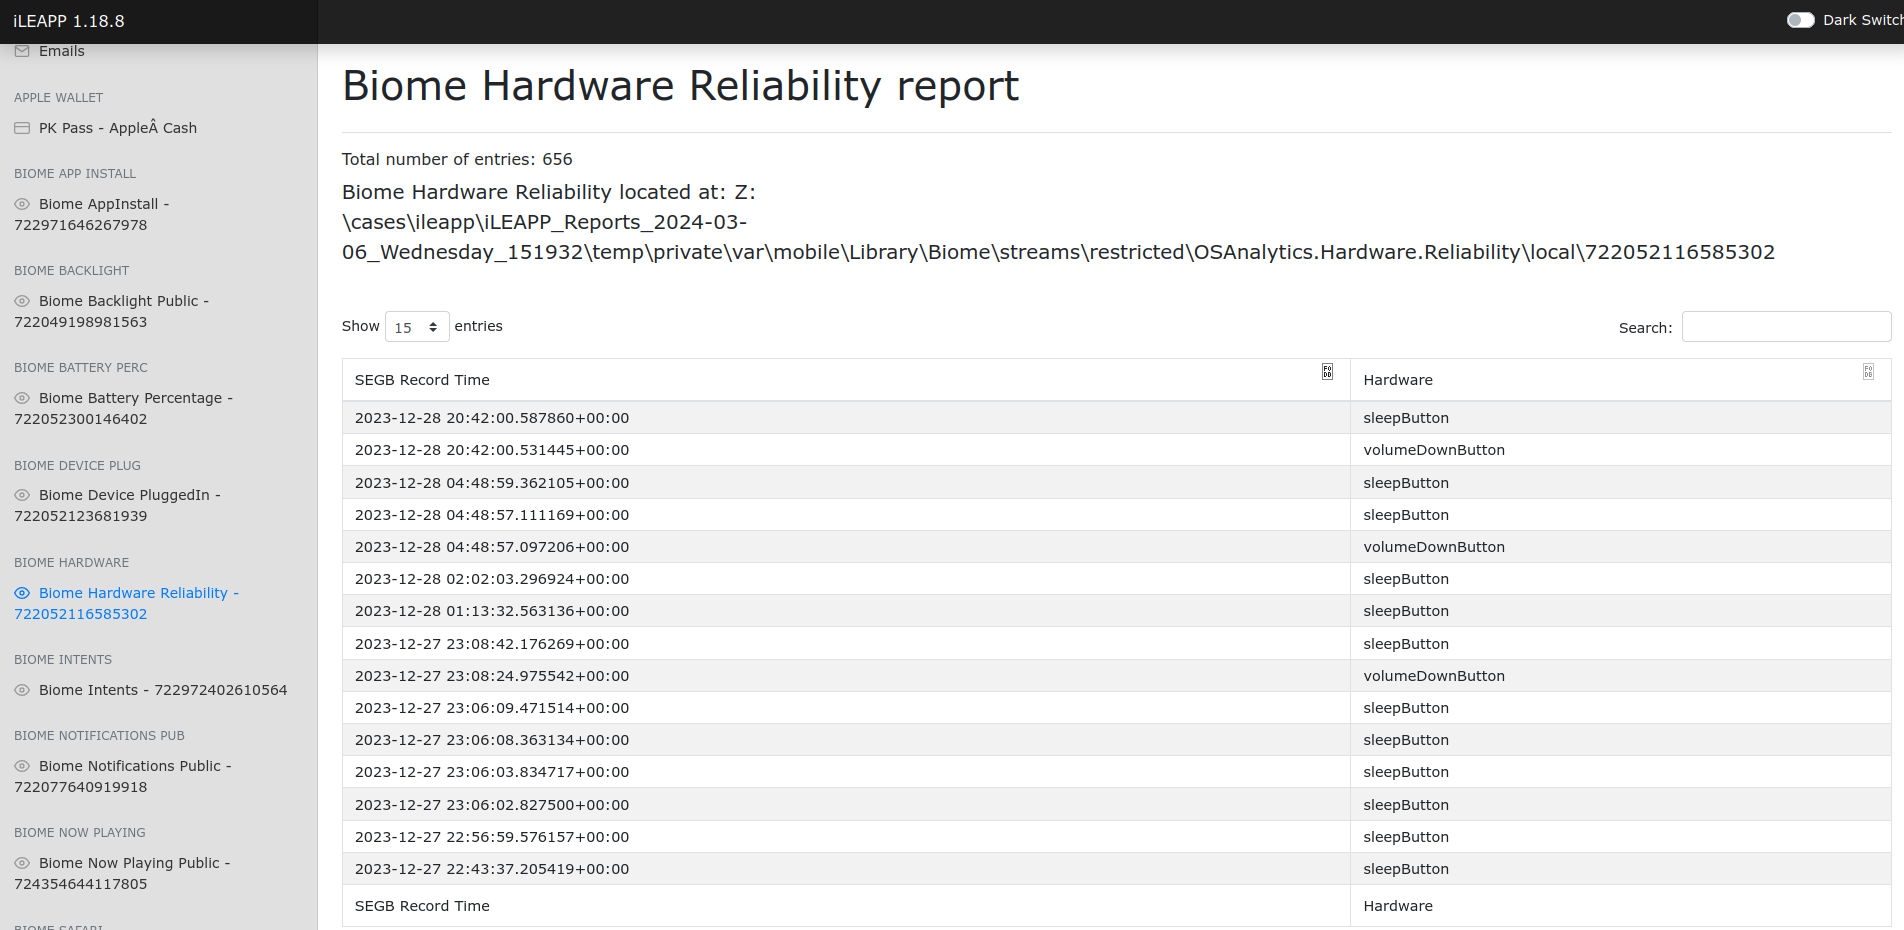 iLEAPP 1.18.8
Dark Switch
Emails
APPLE WALLET
PK Pass - AppleÂ Cash
BIOME APP INSTALL
Biome AppInstall -
722971646267978
BIOME BACKLIGHT
Biome Backlight Public -
722049198981563
BIOME BATTERY PERC
Biome Battery Percentage -
722052300146402
BIOME DEVICE PLUG
Biome Device PluggedIn -
722052123681939
BIOME HARDWARE
Biome Hardware Reliability -
722052116585302
BIOME INTENTS
Biome Intents - 722972402610564
BIOME NOTIFICATIONS PUB
Biome Notifications Public -
722077640919918
BIOME NOW PLAYING
Biome Now Playing Public -
724354644117805
BIOME SAFARI
Biome Hardware Reliability report
Total number of entries: 656
Biome Hardware Reliability located at: Z:
\cases\ileapp\iLEAPP_Reports_2024-03-
06_Wednesday_151932\temp\private\var\mobile\Library\Biome\streams\restricted\OSAnalytics.Hardware.Reliability\local\722052116585302
Show 15 entries
Search:
SEGB Record Time Hardware
2023-12-28 20:42:00.587860+00:00 sleepButton
2023-12-28 20:42:00.531445+00:00 volumeDownButton
2023-12-28 04:48:59.362105+00:00 sleepButton
2023-12-28 04:48:57.111169+00:00 sleepButton
2023-12-28 04:48:57.097206+00:00 volumeDownButton
2023-12-28 02:02:03.296924+00:00 sleepButton
2023-12-28 01:13:32.563136+00:00 sleepButton
2023-12-27 23:08:42.176269+00:00 sleepButton
2023-12-27 23:08:24.975542+00:00 volumeDownButton
2023-12-27 23:06:09.471514+00:00 sleepButton
2023-12-27 23:06:08.363134+00:00 sleepButton
2023-12-27 23:06:03.834717+00:00 sleepButton
2023-12-27 23:06:02.827500+00:00 sleepButton
2023-12-27 22:56:59.576157+00:00 sleepButton
2023-12-27 22:43:37.205419+00:00 sleepButton
SEGB Record Time Hardware